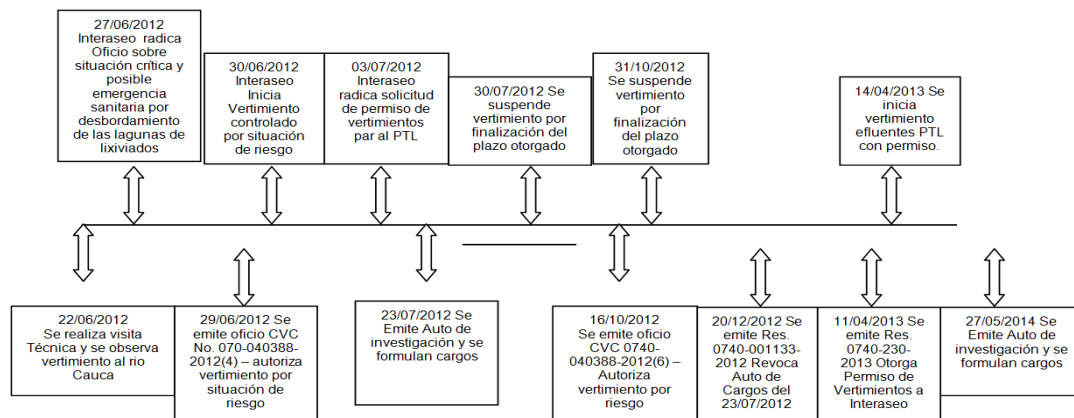 27/06/2012
Interaseo radica
Oficio sobre
situación crítica y
posible
emergencia
sanitaria por
desbordamiento
de las lagunas de
lixiviados
30/06/2012
Interaseo
Inicia
Vertimiento
controlado
por situación
de riesgo
03/07/2012
Interaseo
radica solicitud
de permiso de
vertimientos
par al PTL
30/07/2012 Se
suspende
vertimiento por
finalización del
plazo otorgado
31/10/2012
Se suspende
vertimiento
por
finalización
del plazo
otorgado
14/04/2013 Se
inicia
vertimiento
efluentes PTL
con permiso.
22/06/2012
Se realiza visita
Técnica y se observa
vertimiento al rio
Cauca
29/06/2012 Se
emite oficio CVC
No. 070-040388-
2012(4) – autoriza
vertimiento por
situación de
riesgo
23/07/2012 Se
Emite Auto de
investigación y se
formulan cargos
16/10/2012
Se emite oficio
CVC 0740-
040388-2012(6) –
Autoriza
vertimiento por
riesgo
20/12/2012 Se
emite Res.
0740-001133-
2012 Revoca
Auto de
Cargos del
23/07/2012
11/04/2013 Se
emite Res.
0740-230-
2013 Otorga
Permiso de
Vertimientos a
Interaseo
27/05/2014 Se
Emite Auto de
investigación y se
formulan cargos